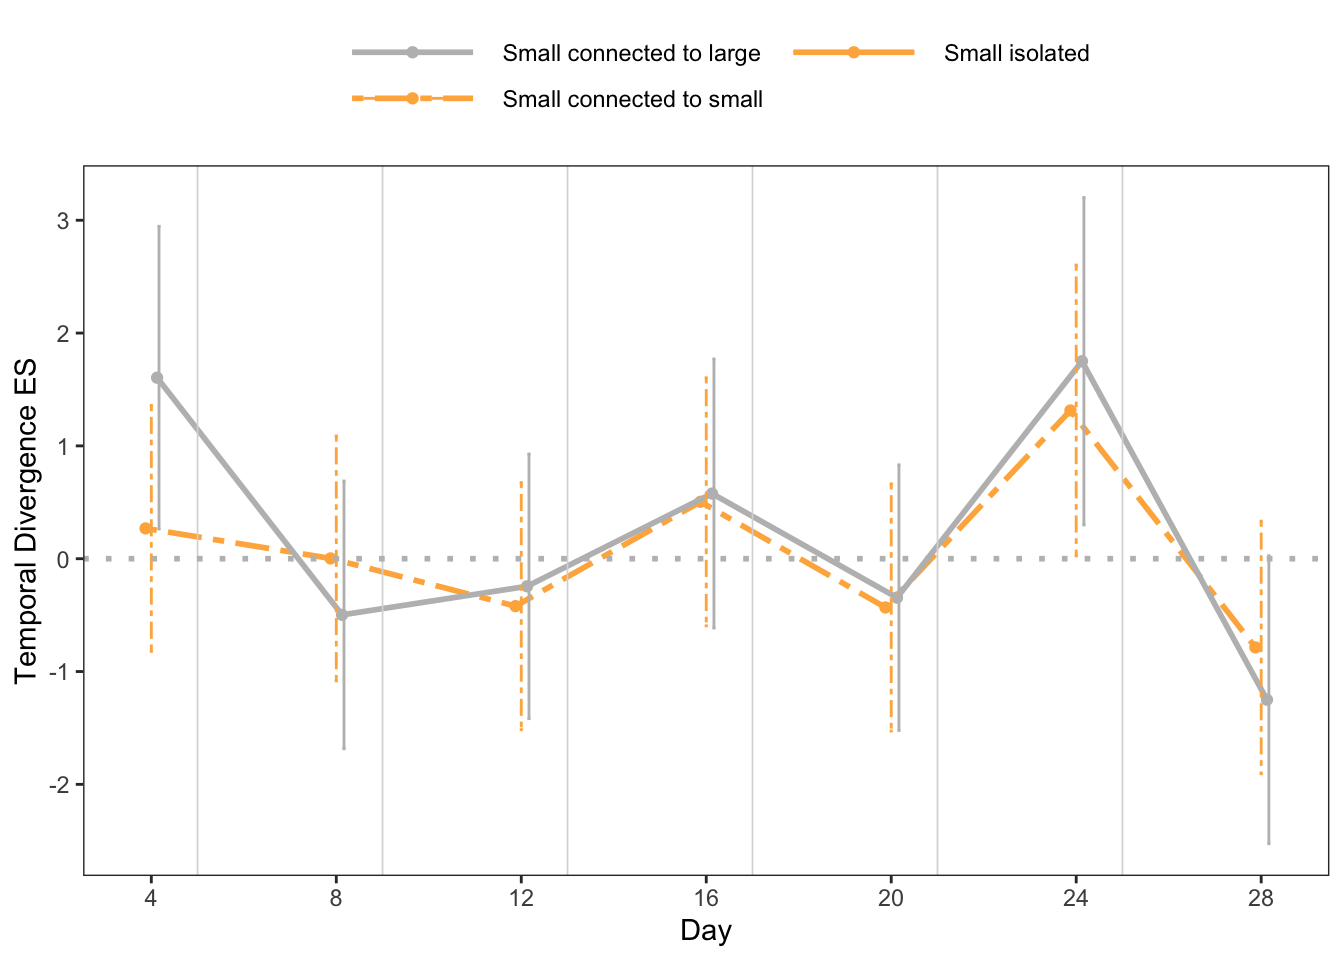 Small connected to large
Small isolated
Small connected to small
Temporal Divergence ES
3
2
1
0
-1
-2
4 8 12 16 20 24 28
Day